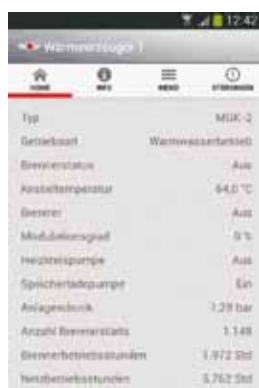 12:42
Wärmeerzeuger 1
HOME INFO MENÜ STÖRUNGEN
Typ MUK-2
Betriebsart Warmwasserbetrieb
Brennerstatus Aus
Kesseltemperatur 64,0 °C
Brenner Aus
Modulationsgrad 0 %
Heizkreispumpe Aus
Speicherladepumpe Ein
Anlagendruck 1,29 bar
Anzahl Brennerstarts 1.148
Brennerbetriebsstunden 1.972 Std
Netzbetriebsstunden 5.762 Std